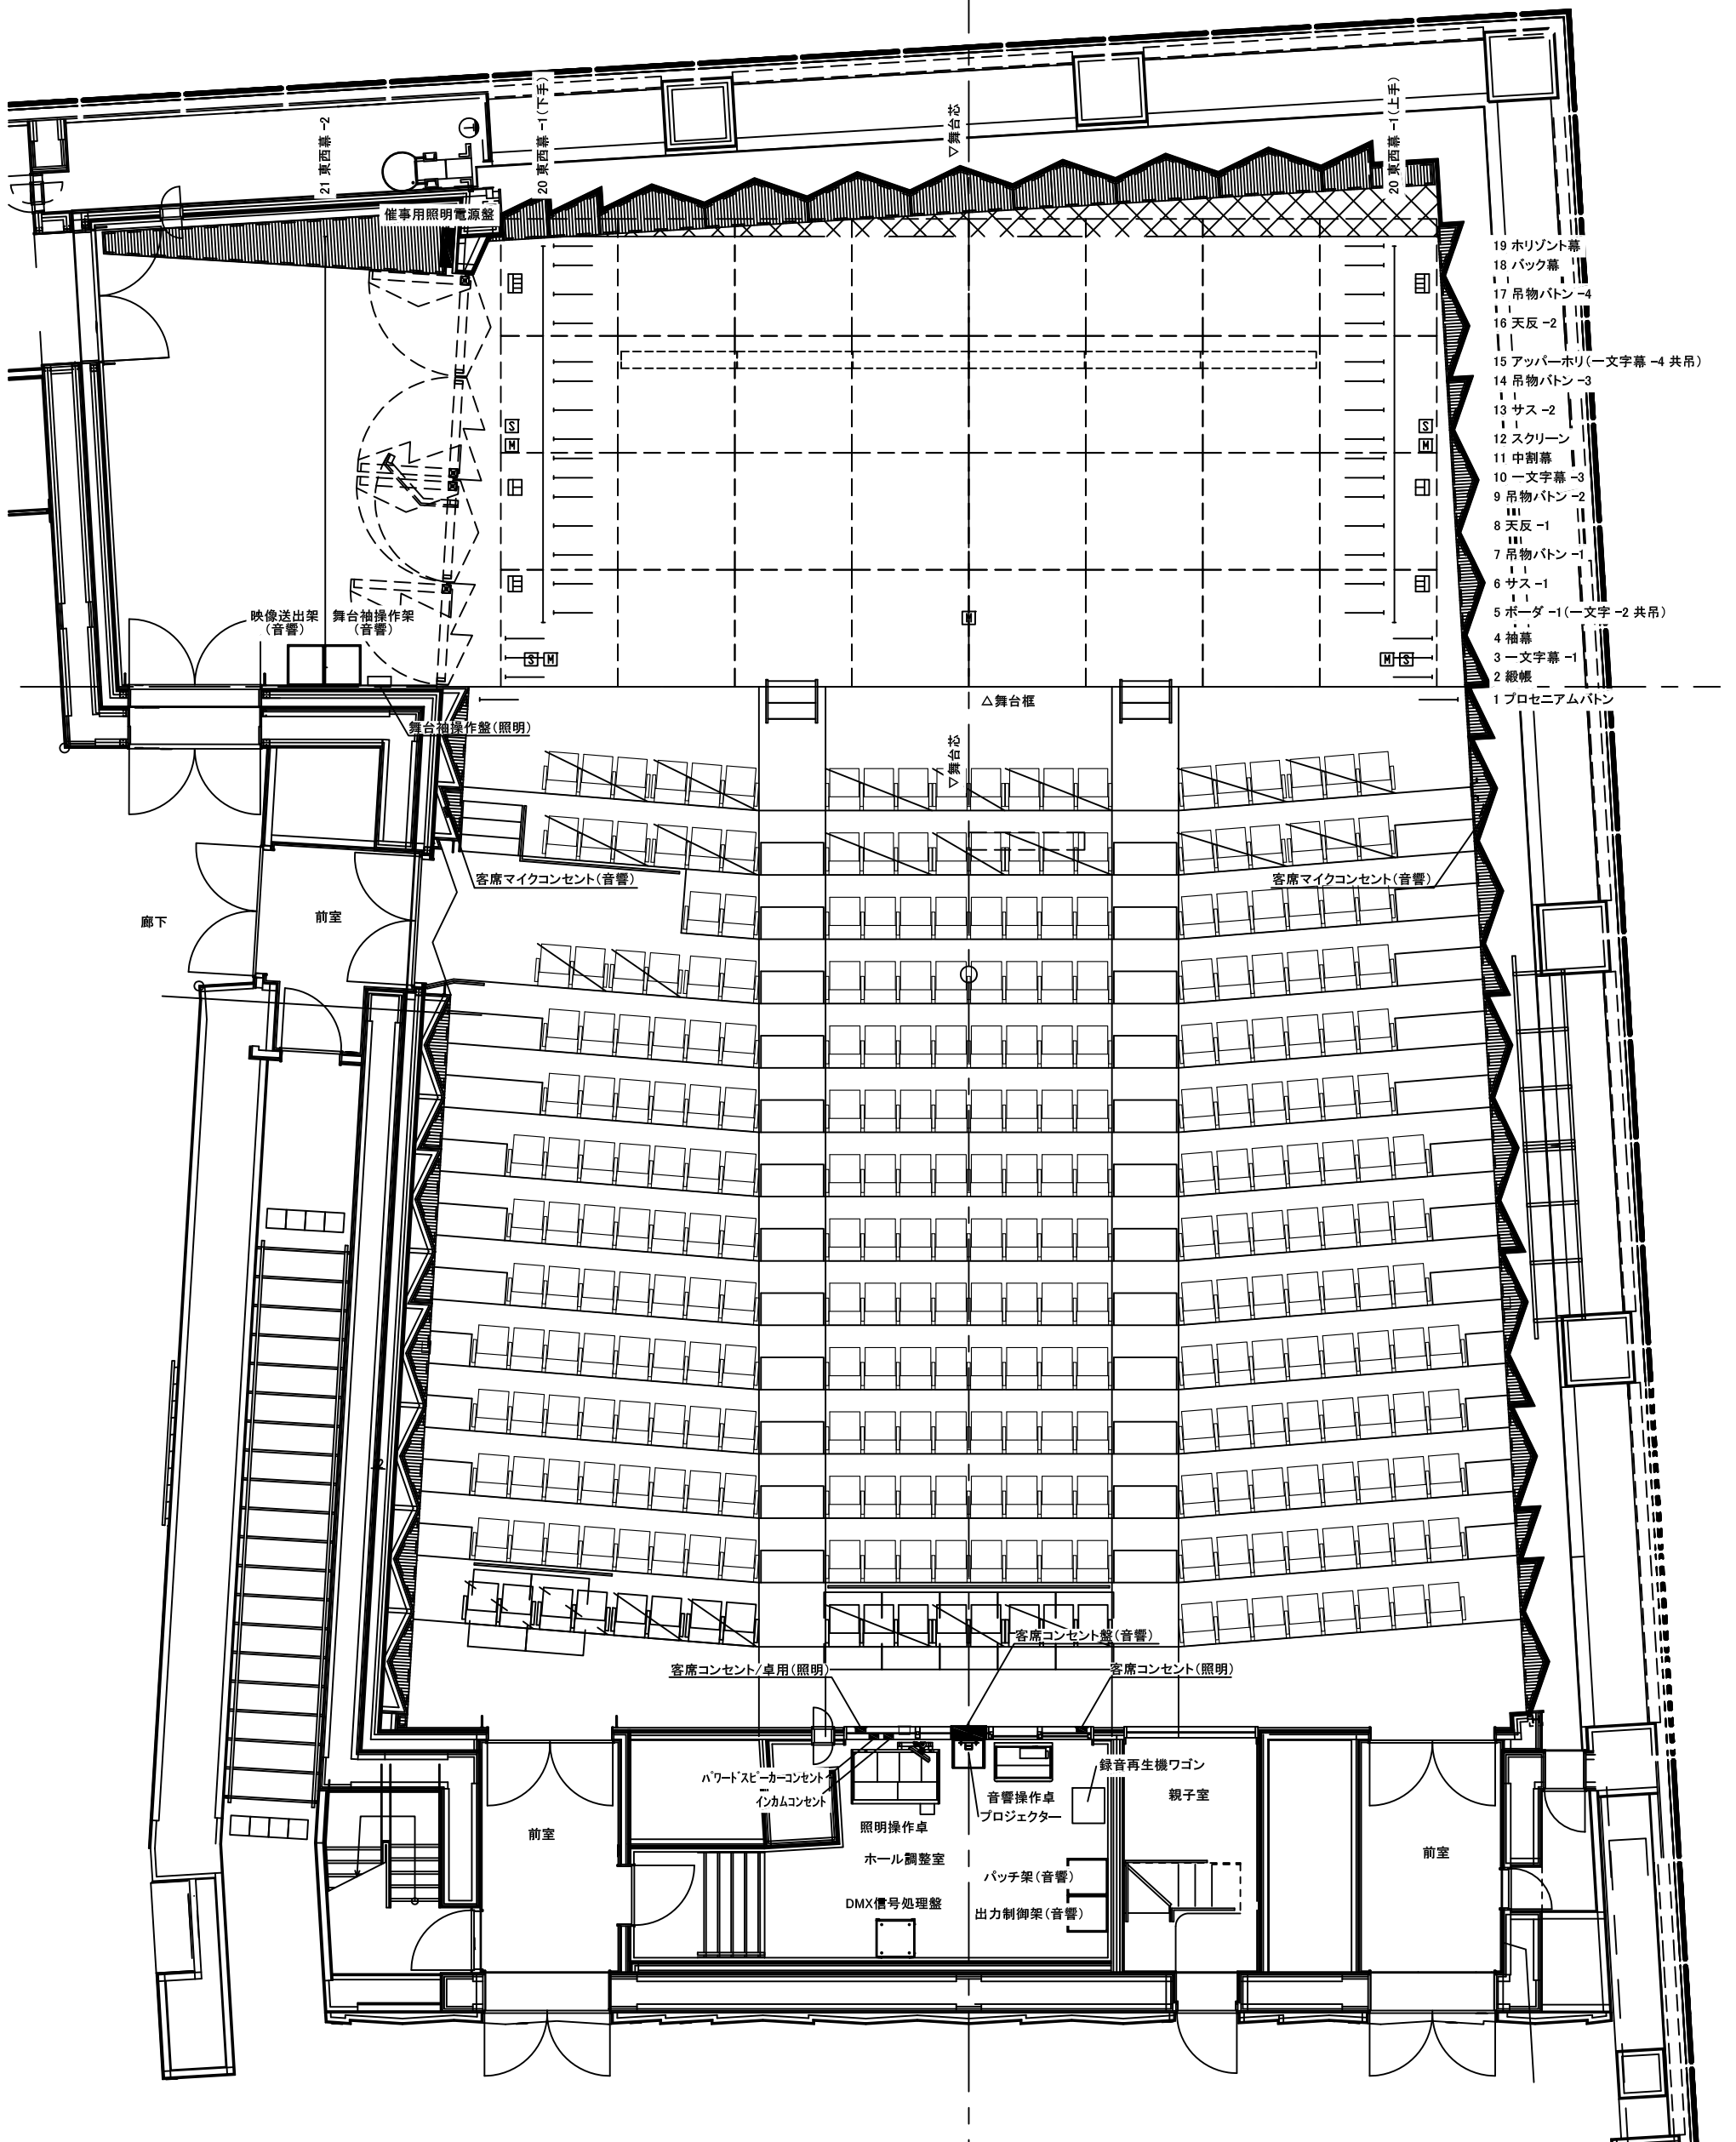 21 東西幕 -2
20 東西幕 -1(下手)
▽舞台芯
20 東西幕 -1(上手)
催事用照明電源盤
19 ホリゾント幕
18 バック幕
17 吊物バトン -4
16 天反 -2
15 アッパーホリ(一文字幕 -4 共吊)
14 吊物バトン -3
13 サス -2
12 スクリーン
11 中割幕
10 一文字幕 -3
9 吊物バトン -2
8 天反 -1
7 吊物バトン -1
6 サス -1
5 ボーダ -1(一文字 -2 共吊)
4 袖幕
3 一文字幕 -1
2 緞帳
1 プロセニアムバトン
S
M
S
M
M
S M
M S
映像送出架
(音響)
舞台袖操作架
(音響)
舞台袖操作盤(照明)
△舞台框
▽舞台芯
客席マイクコンセント(音響)
客席マイクコンセント(音響)
廊下
前室
客席コンセント盤(音響)
客席コンセント/卓用(照明)
客席コンセント(照明)
パワードスピーカーコンセント
インカムコンセント
録音再生機ワゴン
音響操作卓
プロジェクター
親子室
照明操作卓
前室
ホール調整室
前室
パッチ架(音響)
DMX信号処理盤
出力制御架(音響)